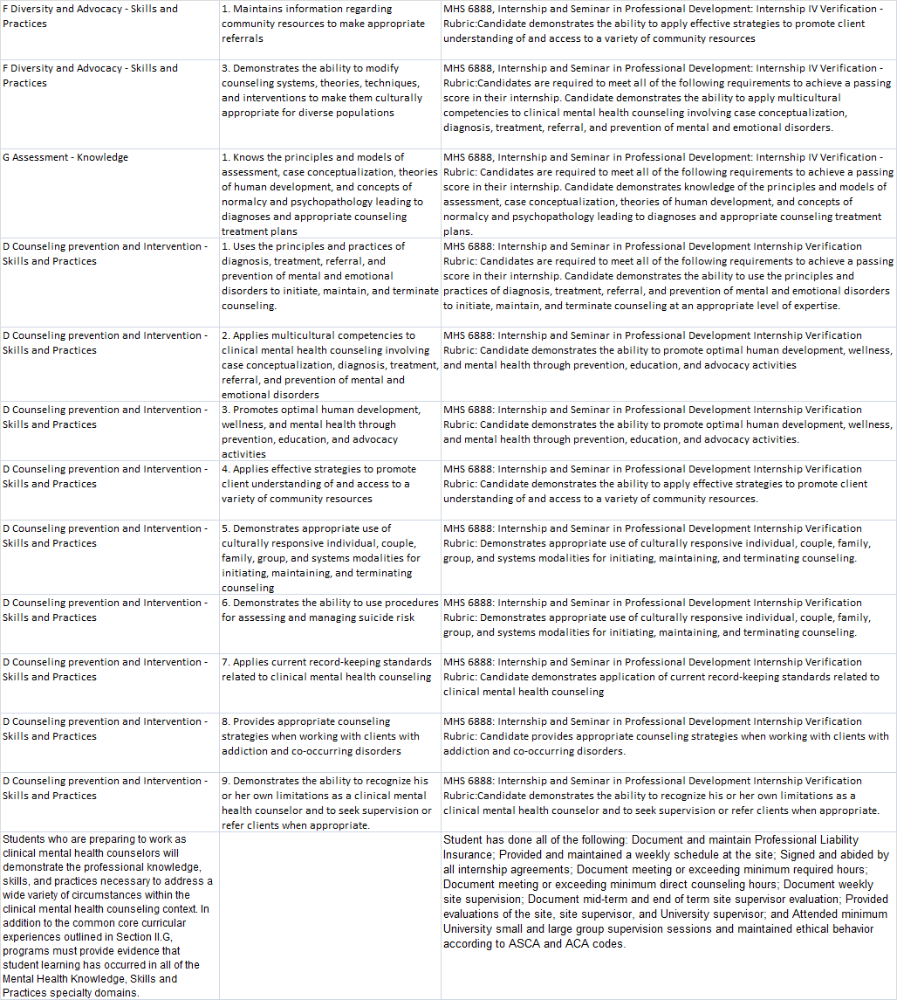 F Diversity and Advocacy - Skills and
Practices
1. Maintains information regarding
community resources to make appropriate
referrals
MHS 6888, Internship and Seminar in Professional Development: Internship IV Verification -
Rubric:Candidate demonstrates the ability to apply effective strategies to promote client
understanding of and access to a variety of community resources
F Diversity and Advocacy - Skills and
Practices
3. Demonstrates the ability to modify
counseling systems, theories, techniques,
and interventions to make them culturally
appropriate for diverse populations
MHS 6888, Internship and Seminar in Professional Development: Internship IV Verification -
Rubric:Candidates are required to meet all of the following requirements to achieve a passing
score in their internship. Candidate demonstrates the ability to apply multicultural
competencies to clinical mental health counseling involving case conceptualization,
diagnosis, treatment, referral, and prevention of mental and emotional disorders.
G Assessment - Knowledge
1. Knows the principles and models of
assessment, case conceptualization, theories
of human development, and concepts of
normalcy and psychopathology leading to
diagnoses and appropriate counseling
treatment plans
MHS 6888, Internship and Seminar in Professional Development: Internship IV Verification -
Rubric: Candidates are required to meet all of the following requirements to achieve a passing
score in their internship. Candidate demonstrates knowledge of the principles and models of
assessment, case conceptualization, theories of human development, and concepts of
normalcy and psychopathology leading to diagnoses and appropriate counseling treatment
plans.
D Counseling prevention and Intervention -
Skills and Practices
1. Uses the principles and practices of
diagnosis, treatment, referral, and
prevention of mental and emotional
disorders to initiate, maintain, and terminate
counseling.
MHS 6888: Internship and Seminar in Professional Development Internship Verification
Rubric: Candidates are required to meet all of the following requirements to achieve a passing
score in their internship. Candidate demonstrates the ability to use the principles and
practices of diagnosis, treatment, referral, and prevention of mental and emotional disorders
to initiate, maintain, and terminate counseling at an appropriate level of expertise.
D Counseling prevention and Intervention -
Skills and Practices
2. Applies multicultural competencies to
clinical mental health counseling involving
case conceptualization, diagnosis, treatment,
referral, and prevention of mental and
emotional disorders
MHS 6888: Internship and Seminar in Professional Development Internship Verification
Rubric: Candidate demonstrates the ability to promote optimal human development, wellness,
and mental health through prevention, education, and advocacy activities
D Counseling prevention and Intervention -
Skills and Practices
3. Promotes optimal human development,
wellness, and mental health through
prevention, education, and advocacy
activities
MHS 6888: Internship and Seminar in Professional Development Internship Verification
Rubric: Candidate demonstrates the ability to promote optimal human development, wellness,
and mental health through prevention, education, and advocacy activities.
D Counseling prevention and Intervention -
Skills and Practices
4. Applies effective strategies to promote
client understanding of and access to a
variety of community resources
MHS 6888: Internship and Seminar in Professional Development Internship Verification
Rubric: Candidate demonstrates the ability to apply effective strategies to promote client
understanding of and access to a variety of community resources.
D Counseling prevention and Intervention -
Skills and Practices
5. Demonstrates appropriate use of
culturally responsive individual, couple,
family, group, and systems modalities for
initiating, maintaining, and terminating
counseling
MHS 6888: Internship and Seminar in Professional Development Internship Verification
Rubric: Demonstrates appropriate use of culturally responsive individual, couple, family,
group, and systems modalities for initiating, maintaining, and terminating counseling.
D Counseling prevention and Intervention -
Skills and Practices
6. Demonstrates the ability to use procedures
for assessing and managing suicide risk
MHS 6888: Internship and Seminar in Professional Development Internship Verification
Rubric: Demonstrates appropriate use of culturally responsive individual, couple, family,
group, and systems modalities for initiating, maintaining, and terminating counseling.
D Counseling prevention and Intervention -
Skills and Practices
7. Applies current record-keeping standards
related to clinical mental health counseling
MHS 6888: Internship and Seminar in Professional Development Internship Verification
Rubric: Candidate demonstrates application of current record-keeping standards related to
clinical mental health counseling
D Counseling prevention and Intervention -
Skills and Practices
8. Provides appropriate counseling
strategies when working with clients with
addiction and co-occurring disorders
MHS 6888: Internship and Seminar in Professional Development Internship Verification
Rubric: Candidate provides appropriate counseling strategies when working with clients with
addiction and co-occurring disorders.
D Counseling prevention and Intervention -
Skills and Practices
9. Demonstrates the ability to recognize his
or her own limitations as a clinical mental
health counselor and to seek supervision or
refer clients when appropriate.
MHS 6888: Internship and Seminar in Professional Development Internship Verification
Rubric:Candidate demonstrates the ability to recognize his or her own limitations as a
clinical mental health counselor and to seek supervision or refer clients when appropriate.
Students who are preparing to work as
clinical mental health counselors will
demonstrate the professional knowledge,
skills, and practices necessary to address a
wide variety of circumstances within the
clinical mental health counseling context. In
addition to the common core curricular
experiences outlined in Section II.G,
programs must provide evidence that
student learning has occurred in all of the
Mental Health Knowledge, Skills and
Practices specialty domains.
Student has done all of the following: Document and maintain Professional Liability
Insurance; Provided and maintained a weekly schedule at the site; Signed and abided by
all internship agreements; Document meeting or exceeding minimum required hours;
Document meeting or exceeding minimum direct counseling hours; Document weekly
site supervision; Document mid-term and end of term site supervisor evaluation; Provided
evaluations of the site, site supervisor, and University supervisor; and Attended minimum
University small and large group supervision sessions and maintained ethical behavior
according to ASCA and ACA codes.